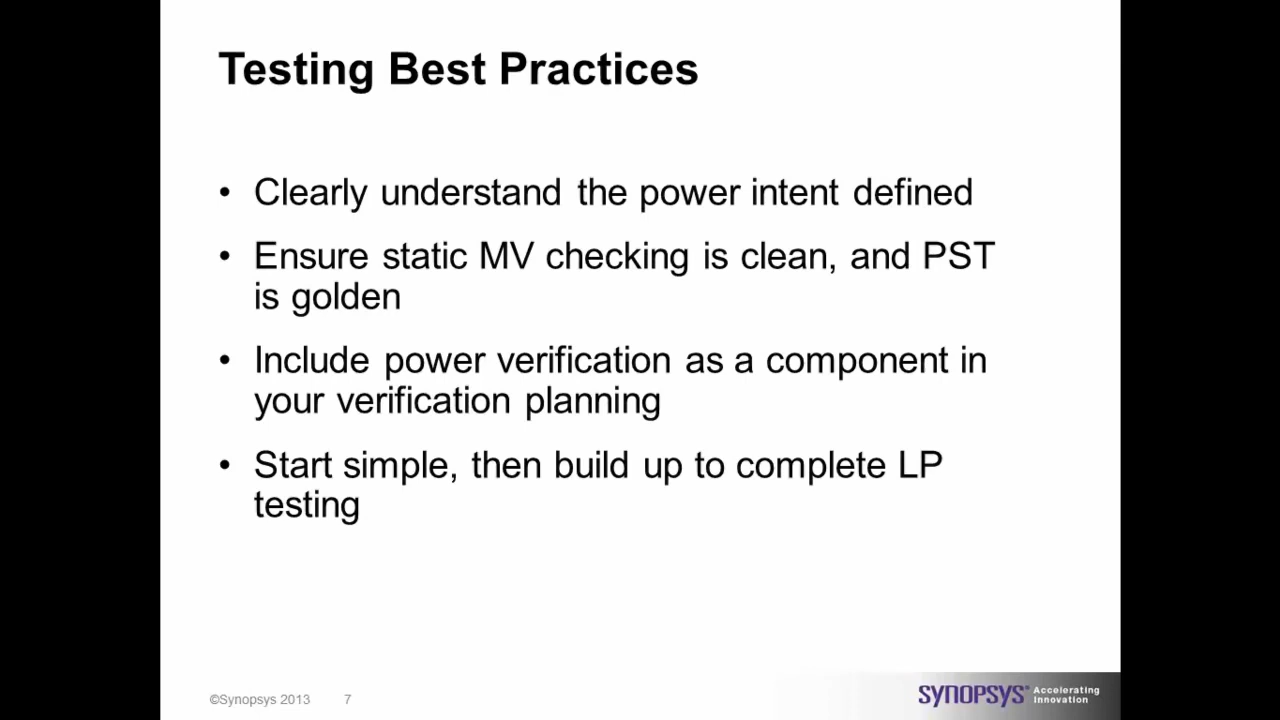 Testing Best Practices
• Clearly understand the power intent defined
• Ensure static MV checking is clean, and PST
is golden
• Include power verification as a component in
your verification planning
• Start simple, then build up to complete LP
testing
©Synopsys 2013 7
SYNOPSYS® Accelerating
Innovation